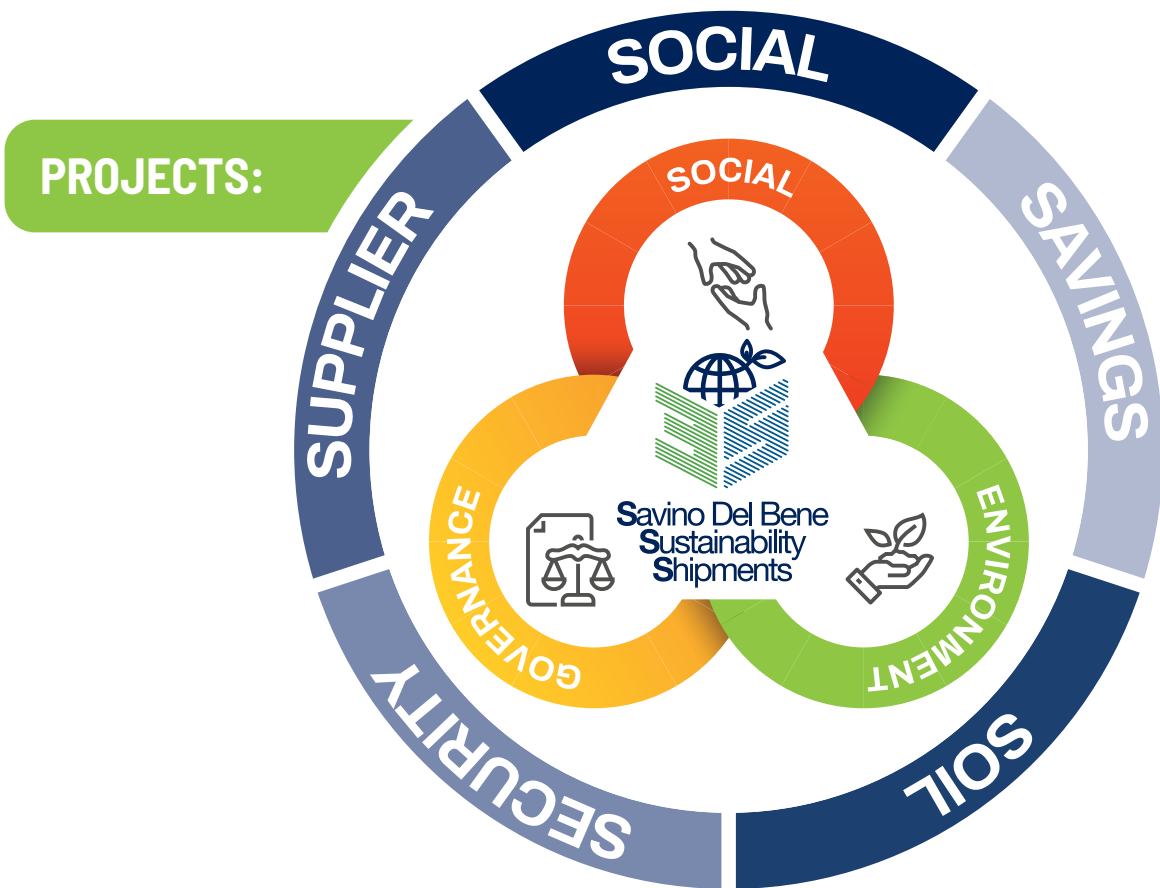 PROJECTS:
SOCIAL
SAVINGS
SOIL
SECURITY
SUPPLIER
SOCIAL
ENVIRONMENT
GOVERNANCE
Savino Del Bene
Sustainability
Shipments